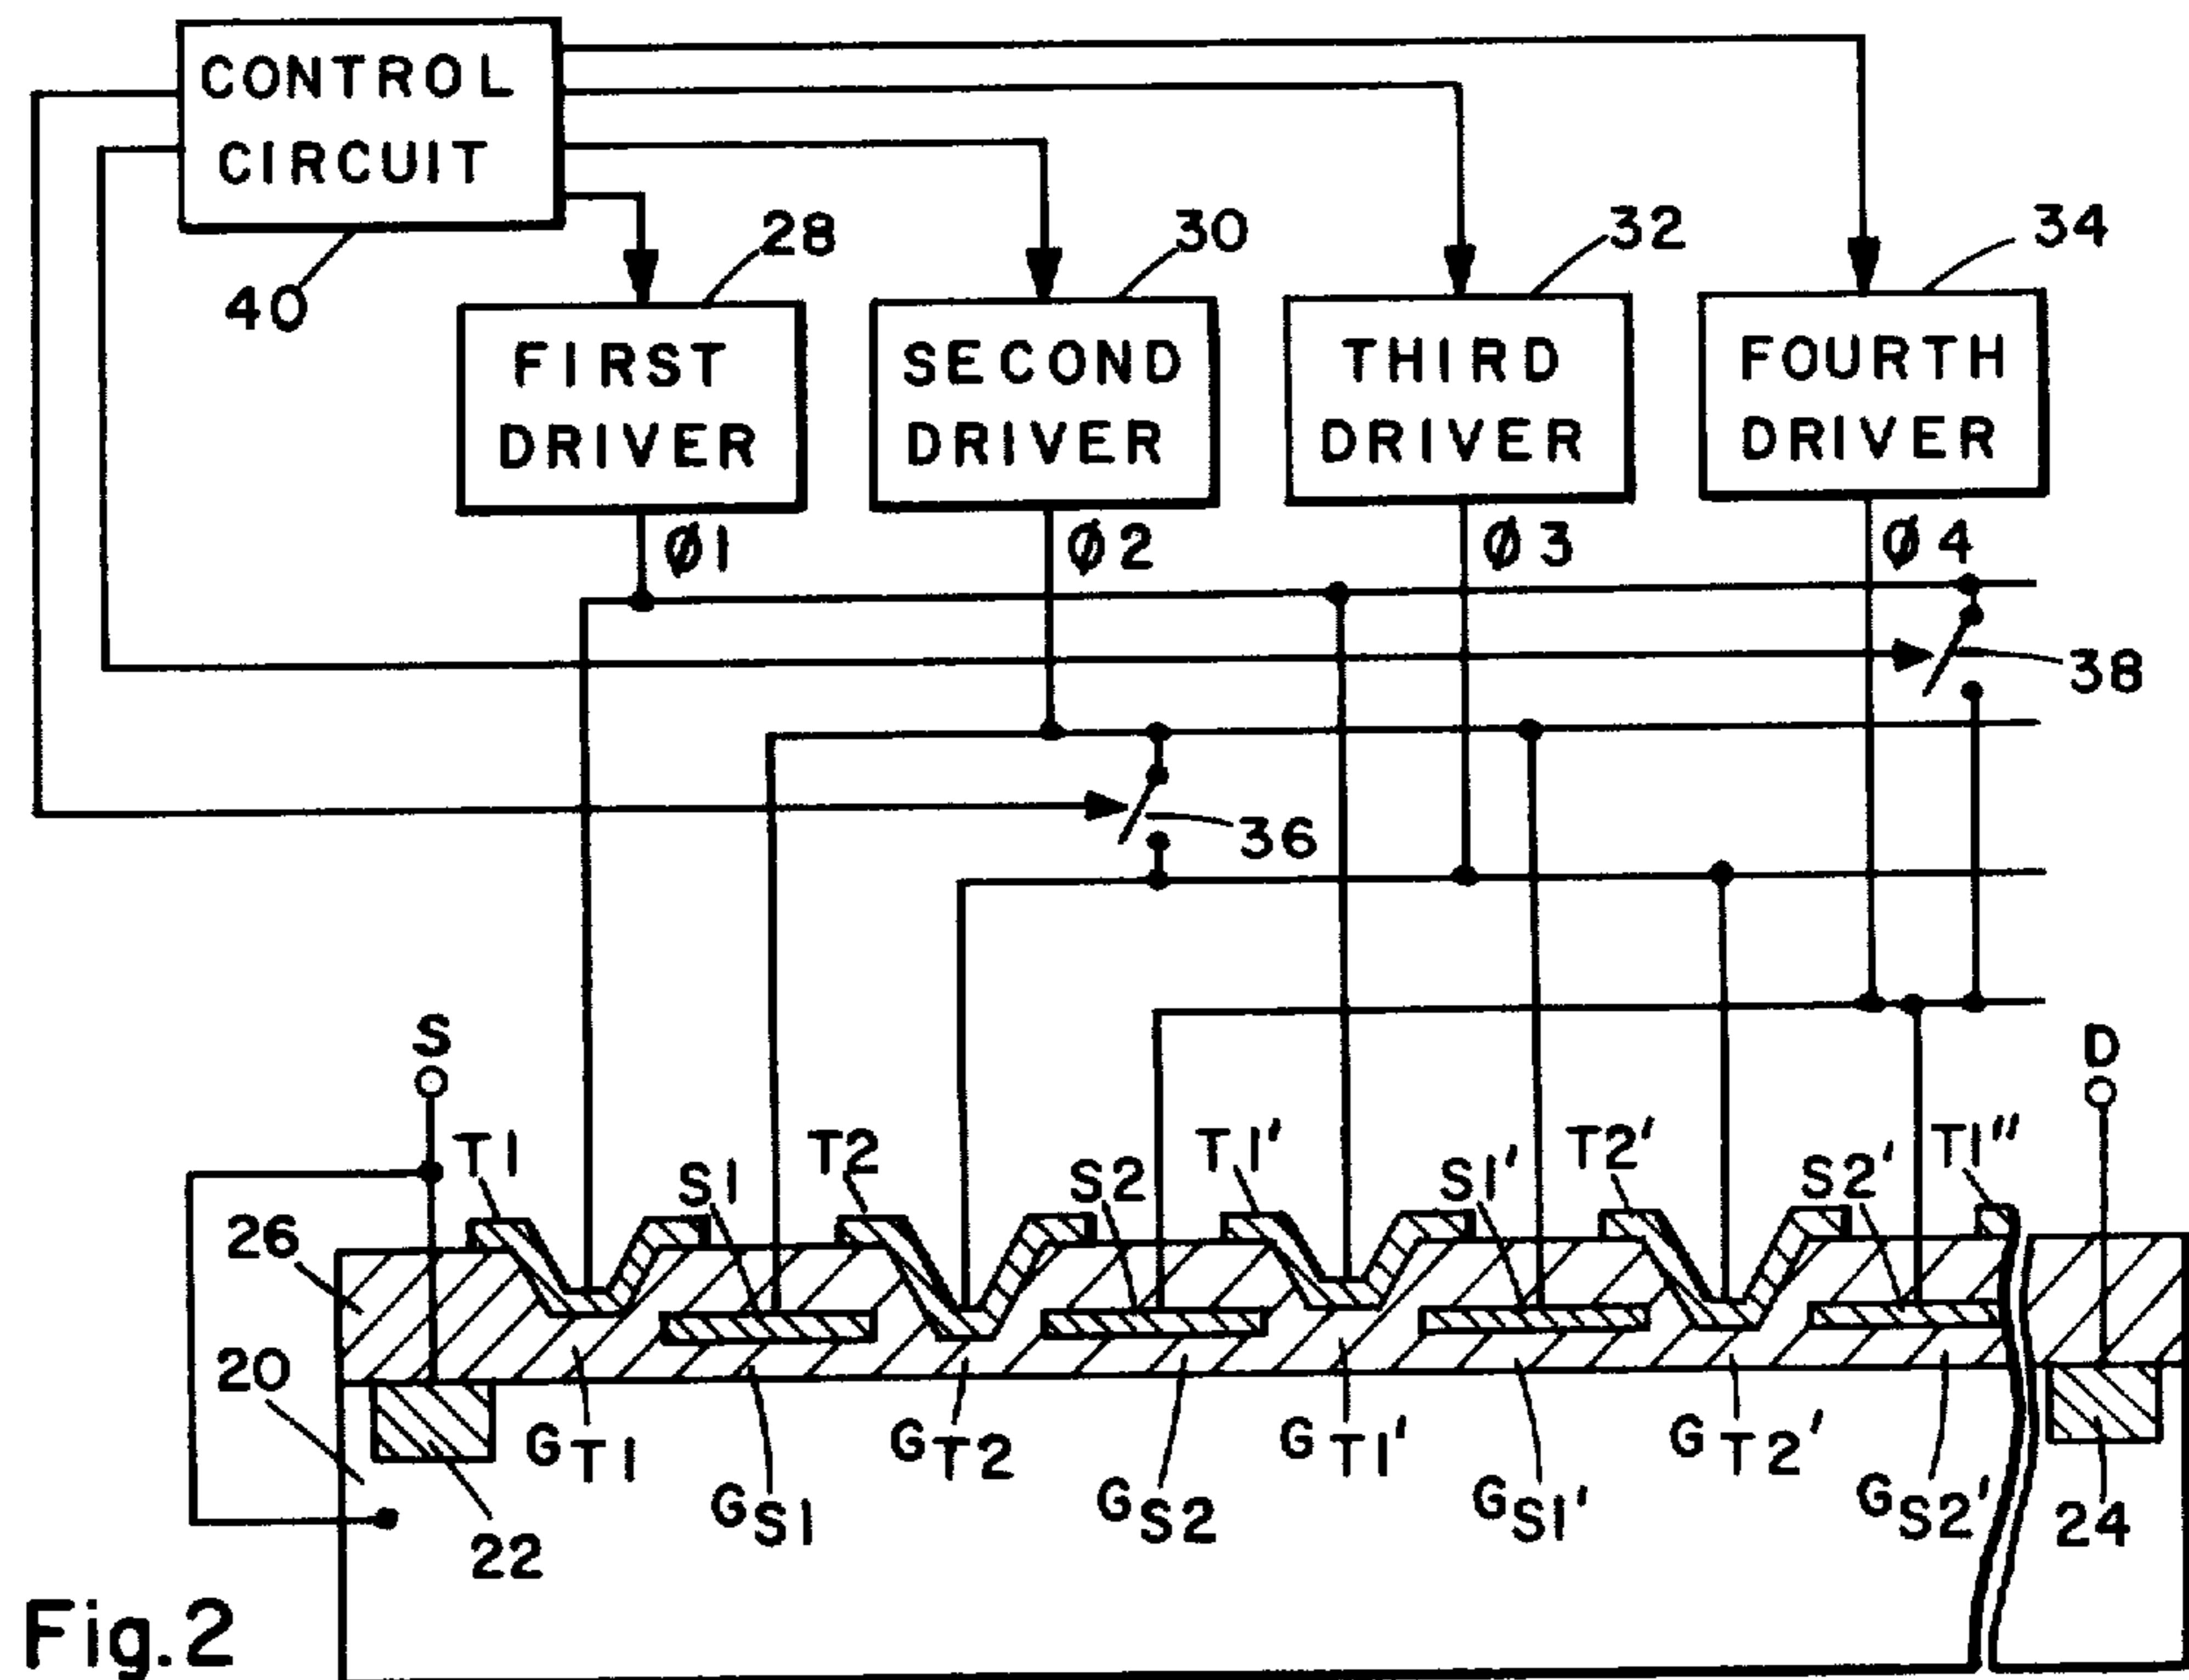 CONTROL
CIRCUIT
40
28
30
32
34
FIRST
DRIVER
SECOND
DRIVER
THIRD
DRIVER
FOURTH
DRIVER
Ø1
Ø2
Ø3
Ø4
38
36
S
D
T1
S1
T2
S2
T1'
S1'
T2'
S2'
T1"
26
20
GT1
GS1
GT2
GS2
GT1'
GS1'
GT2'
GS2'
22
24
Fig.2